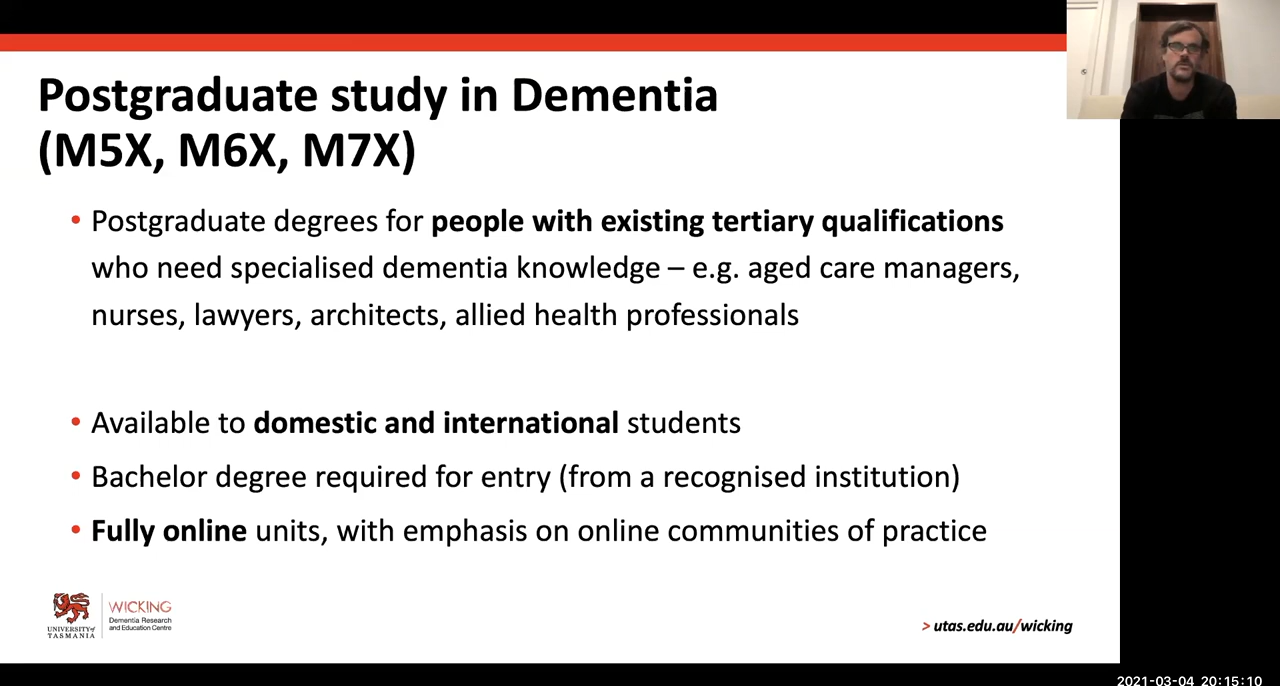 Postgraduate study in Dementia
(M5X, M6X, M7X)
• Postgraduate degrees for people with existing tertiary qualifications
who need specialised dementia knowledge – e.g. aged care managers,
nurses, lawyers, architects, allied health professionals
• Available to domestic and international students
• Bachelor degree required for entry (from a recognised institution)
• Fully online units, with emphasis on online communities of practice
UNIVERSITY of
TASMANIA
WICKING
Dementia Research
and Education Centre
> utas.edu.au/wicking
2021-03-04 20:15:10